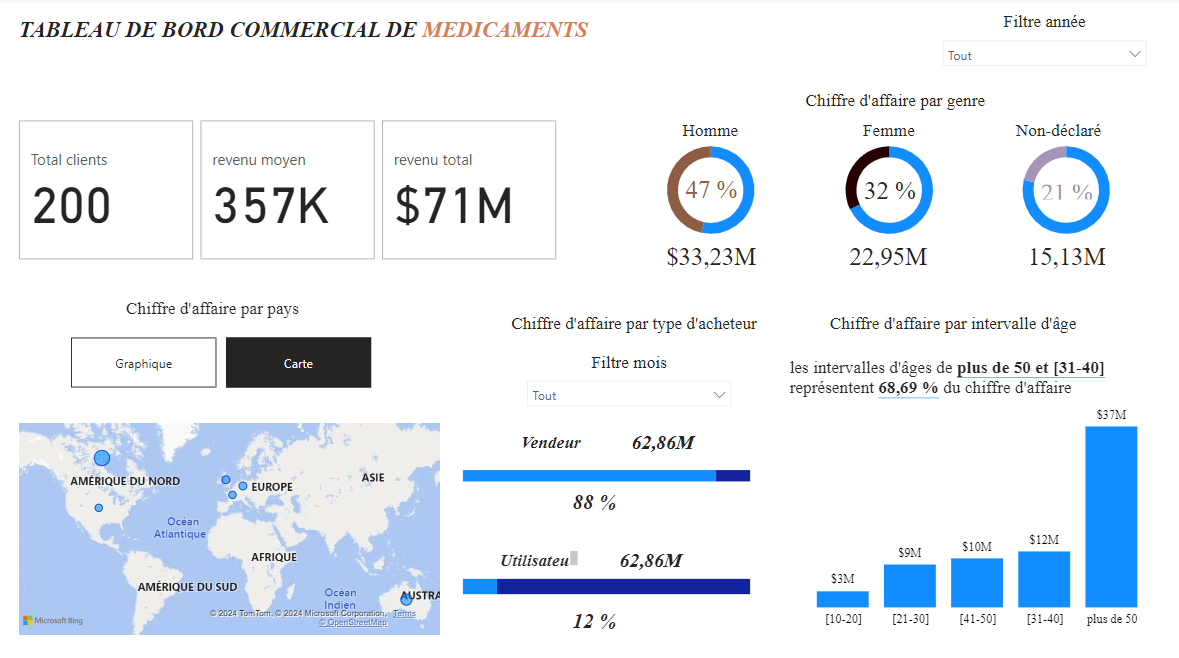 TABLEAU DE BORD COMMERCIAL DE MEDICAMENTS
Filtre année
Tout
Total clients
200
revenu moyen
357K
revenu total
$71M
Chiffre d'affaire par genre
Homme
47 %
$33,23M
Femme
32 %
22,95M
Non-déclaré
21 %
15,13M
Chiffre d'affaire par pays
Graphique
Carte
AMÉRIQUE DU NORD
EUROPE
ASIE
Océan
Atlantique
AFRIQUE
AMÉRIQUE DU SUD
Océan
Indien
AUSTRA
Microsoft Bing
© 2024 TomTom, © 2024 Microsoft Corporation, Terms
© OpenStreetMap
Chiffre d'affaire par type d'acheteur
Filtre mois
Tout
Vendeur 62,86M
88 %
Utilisateu 62,86M
12 %
Chiffre d'affaire par intervalle d'âge
les intervalles d'âges de plus de 50 et [31-40]
représentent 68,69 % du chiffre d'affaire
$3M
$9M
$10M
$12M
$37M
[10-20]
[21-30]
[41-50]
[31-40]
plus de 50